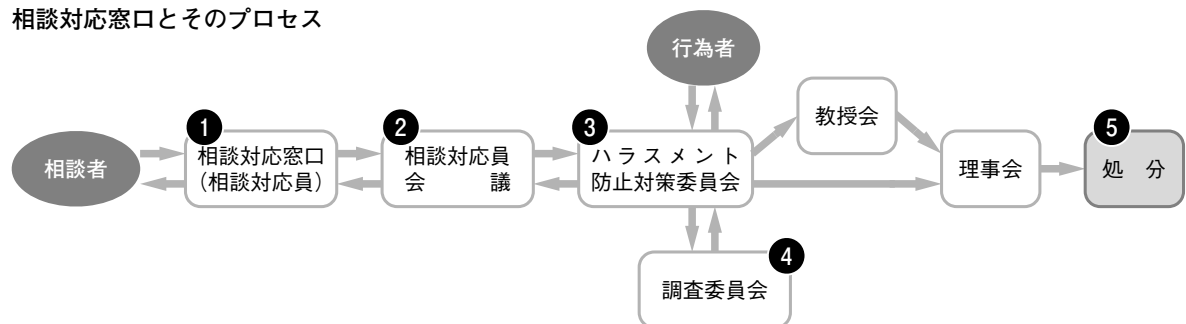 相談対応窓口とそのプロセス
行為者
教授会
相談者
1
相談対応窓口
(相談対応員)
2
相談対応員
会　　議
3
ハラスメント
防止対策委員会
理事会
5
処　分
4
調査委員会